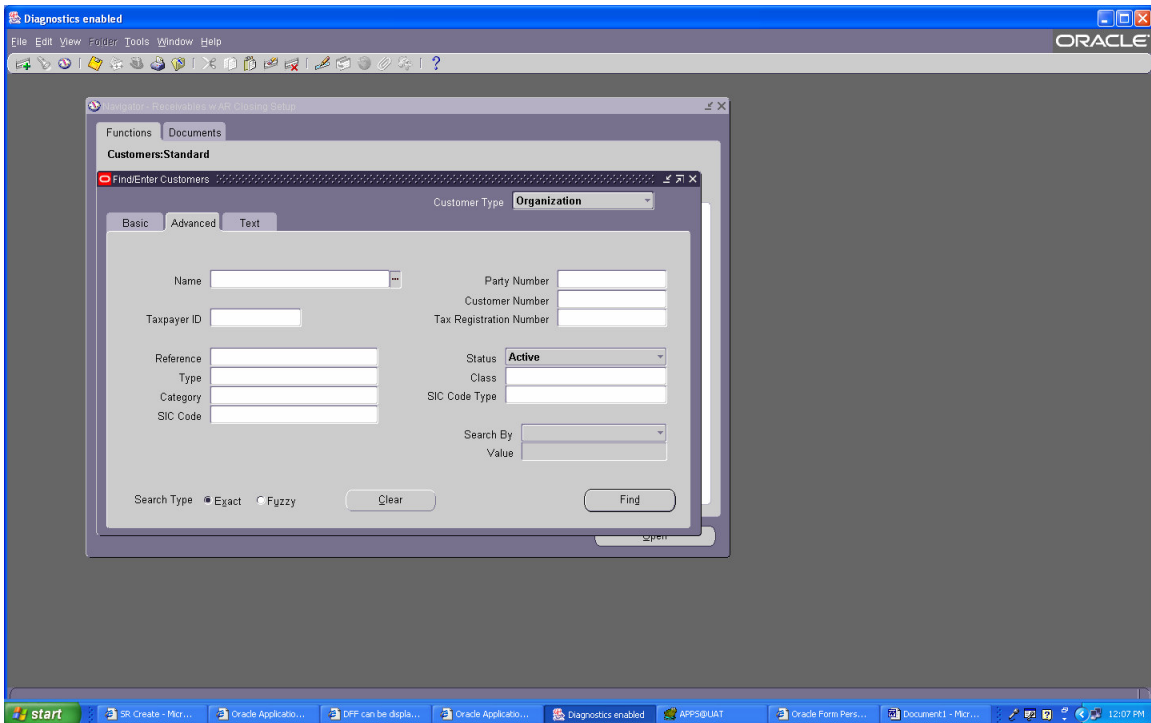 Diagnostics enabled
File Edit View Folder Tools Window Help
ORACLE
?
Navigator - Receivables w AR Closing Setup
Functions Documents
Customers:Standard
Find/Enter Customers
Customer Type Organization
Basic Advanced Text
Name Party Number
Customer Number
Taxpayer ID Tax Registration Number
Reference Status Active
Type Class
Category SIC Code Type
SIC Code
Search By
Value
Search Type Exact Fuzzy Clear Find
Open
start SR Create - Micr... Oracle Applicatio... DFF can be displa... Oracle Applicatio... Diagnostics enabled APPS@UAT Oracle Form Pers... Document1 - Micr... 12:07 PM